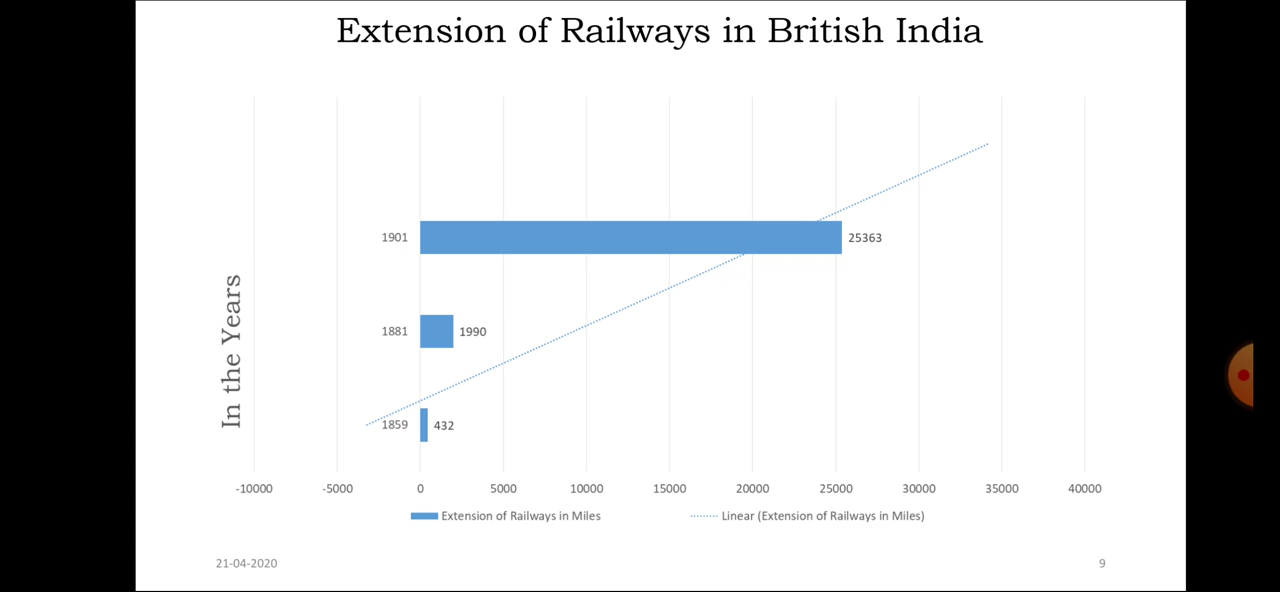 Extension of Railways in British India
In the Years
1901
25363
1881
1990
1859
432
-10000 -5000 0 5000 10000 15000 20000 25000 30000 35000 40000
Extension of Railways in Miles Linear (Extension of Railways in Miles)
21-04-2020 9